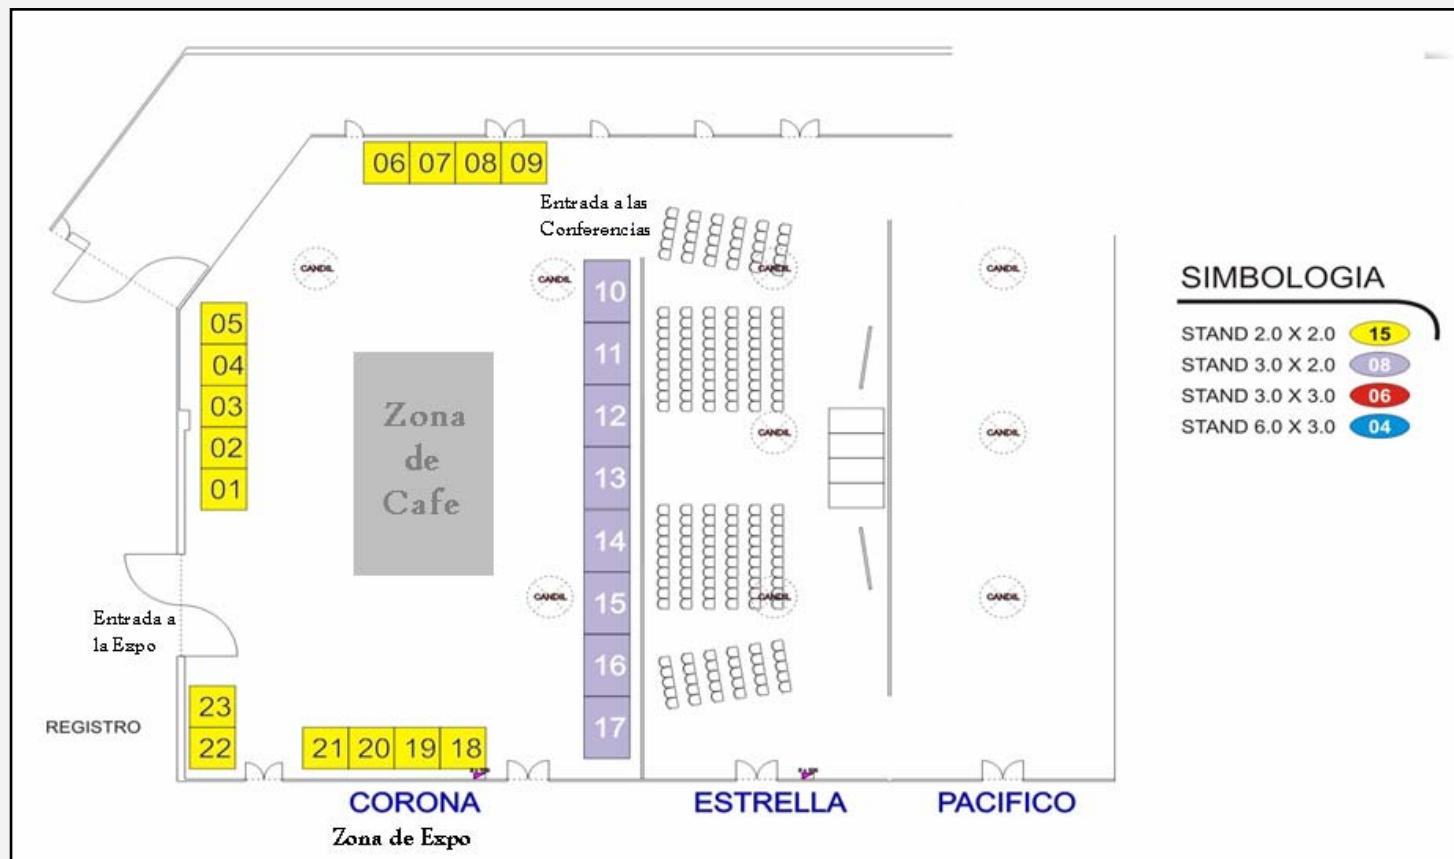 06 07 08 09
Entrada a las
Conferencias
CANDIL
CANDIL
CANDIL
CANDIL
10
11
12
13
14
15
16
17
05
04
03
02
01
Zona
de
Cafe
CANDIL
CANDIL
CANDIL
CANDIL
CANDIL
Entrada a
la Expo
REGISTRO
23
22
21 20 19 18
CORONA
Zona de Expo
ESTRELLA
PACIFICO
SIMBOLOGIA
STAND 2.0 X 2.0 15
STAND 3.0 X 2.0 08
STAND 3.0 X 3.0 06
STAND 6.0 X 3.0 04